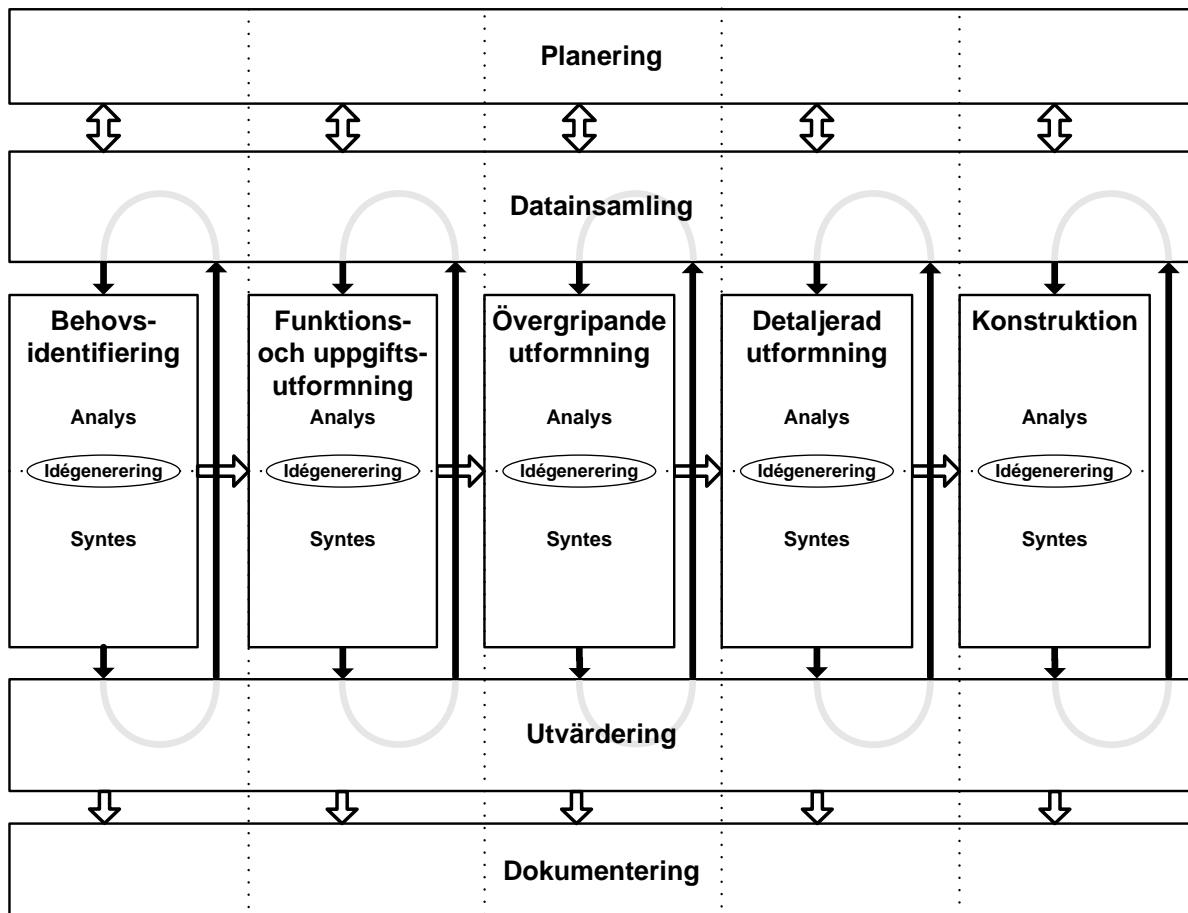 Planering
Datainsamling
Behovs-
identifiering
Analys
Idégenerering
Syntes
Funktions-
och uppgifts-
utformning
Analys
Idégenerering
Syntes
Övergripande
utformning
Analys
Idégenerering
Syntes
Detaljerad
utformning
Analys
Idégenerering
Syntes
Konstruktion
Analys
Idégenerering
Syntes
Utvärdering
Dokumentering